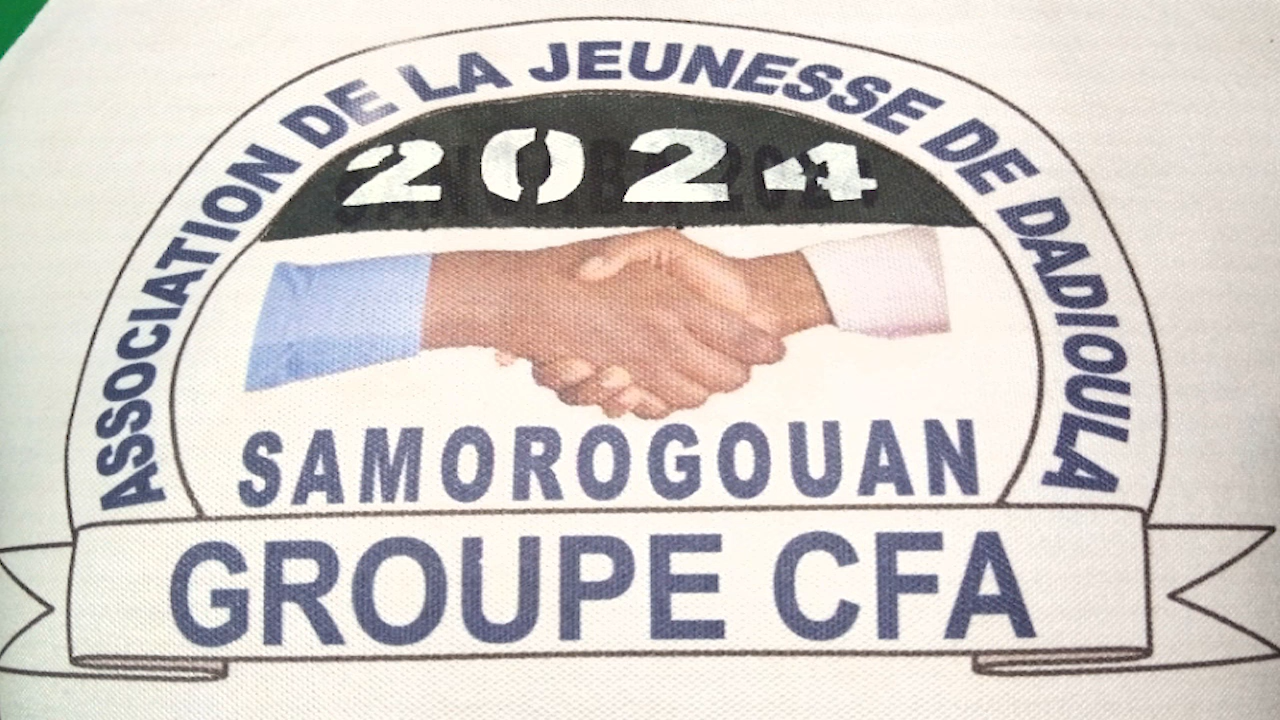 ASSOCIATION DE LA JEUNESSE DE DADIOULA
2024
SAMOROGOUAN
GROUPE CFA